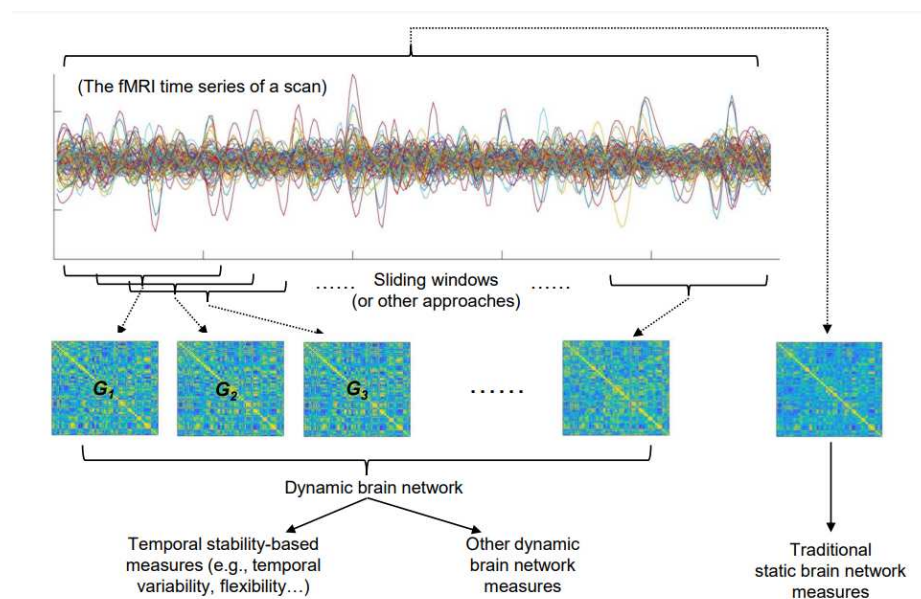 (The fMRI time series of a scan)
...... Sliding windows ......
(or other approaches)
G1 G2 G3 ......
Dynamic brain network
Temporal stability-based
measures (e.g., temporal
variability, flexibility…)
Other dynamic
brain network
measures
Traditional
static brain network
measures